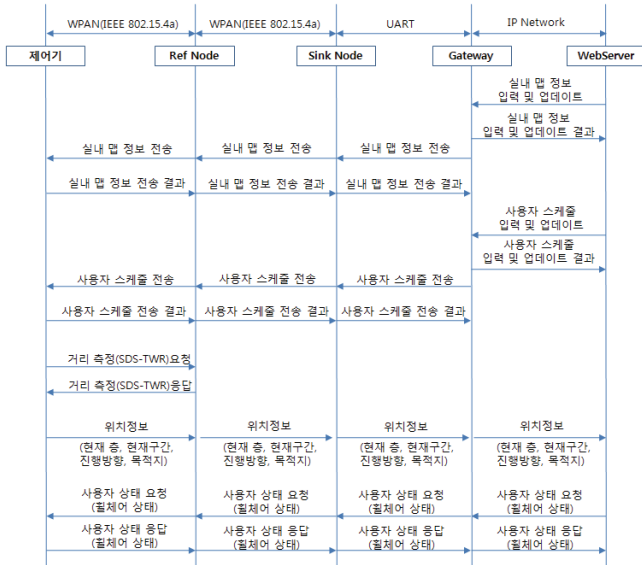 WPAN(IEEE 802.15.4a) WPAN(IEEE 802.15.4a) UART IP Network
제어기 Ref Node Sink Node Gateway WebServer
실내 맵 정보
입력 및 업데이트
실내 맵 정보
입력 및 업데이트 결과
실내 맵 정보 전송 실내 맵 정보 전송 실내 맵 정보 전송
실내 맵 정보 전송 결과 실내 맵 정보 전송 결과 실내 맵 정보 전송 결과
사용자 스케줄
입력 및 업데이트
사용자 스케줄
입력 및 업데이트 결과
사용자 스케줄 전송 사용자 스케줄 전송 사용자 스케줄 전송
사용자 스케줄 전송 결과 사용자 스케줄 전송 결과 사용자 스케줄 전송 결과
거리 측정(SDS-TWR)요청
거리 측정(SDS-TWR)응답
위치정보 위치정보 위치정보 위치정보
(현재 층, 현재구간, (현재 층, 현재구간, (현재 층, 현재구간, (현재 층, 현재구간,
진행방향, 목적지) 진행방향, 목적지) 진행방향, 목적지) 진행방향, 목적지)
사용자 상태 요청 사용자 상태 요청 사용자 상태 요청 사용자 상태 요청
(휠체어 상태) (휠체어 상태) (휠체어 상태) (휠체어 상태)
사용자 상태 응답 사용자 상태 응답 사용자 상태 응답 사용자 상태 응답
(휠체어 상태) (휠체어 상태) (휠체어 상태) (휠체어 상태)